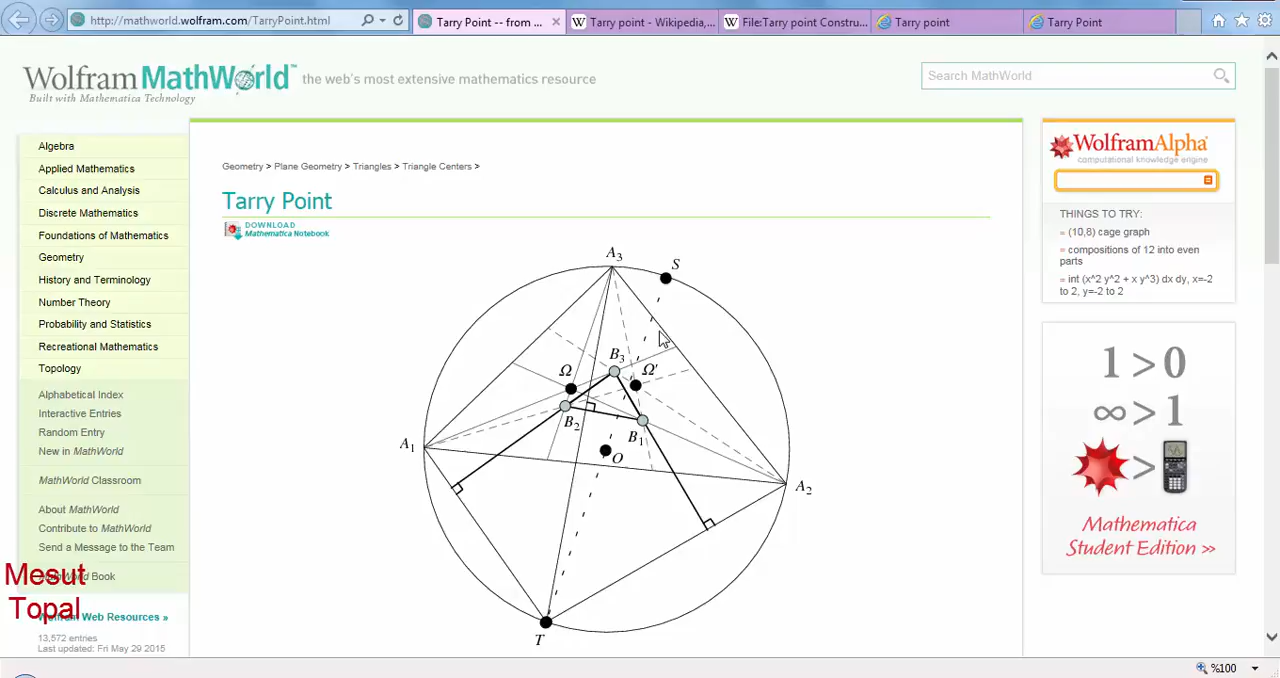 http://mathworld.wolfram.com/TarryPoint.html
Tarry Point -- from ...
Tarry point - Wikipedia,...
File:Tarry point Constru...
Tarry point
Tarry Point
Wolfram MathWorld™ the web's most extensive mathematics resource
Built with Mathematica Technology
Search MathWorld
Algebra
Applied Mathematics
Calculus and Analysis
Discrete Mathematics
Foundations of Mathematics
Geometry
History and Terminology
Number Theory
Probability and Statistics
Recreational Mathematics
Topology
Alphabetical Index
Interactive Entries
Random Entry
New in MathWorld
MathWorld Classroom
About MathWorld
Contribute to MathWorld
Send a Message to the Team
Book
Mesut
Topal
Web Resources »
13,572 entries
Last updated: Fri May 29 2015
Geometry > Plane Geometry > Triangles > Triangle Centers >
Tarry Point
DOWNLOAD
Mathematica Notebook
A3
S
B3
Ω
Ω'
B2
B1
A1
O
A2
T
WolframAlpha
computational knowledge engine
THINGS TO TRY:
= (10,8) cage graph
= compositions of 12 into even
parts
= int (x^2 y^2 + x y^3) dx dy, x=-2
to 2, y=-2 to 2
1 > 0
∞ > 1
>
Mathematica
Student Edition »
%100